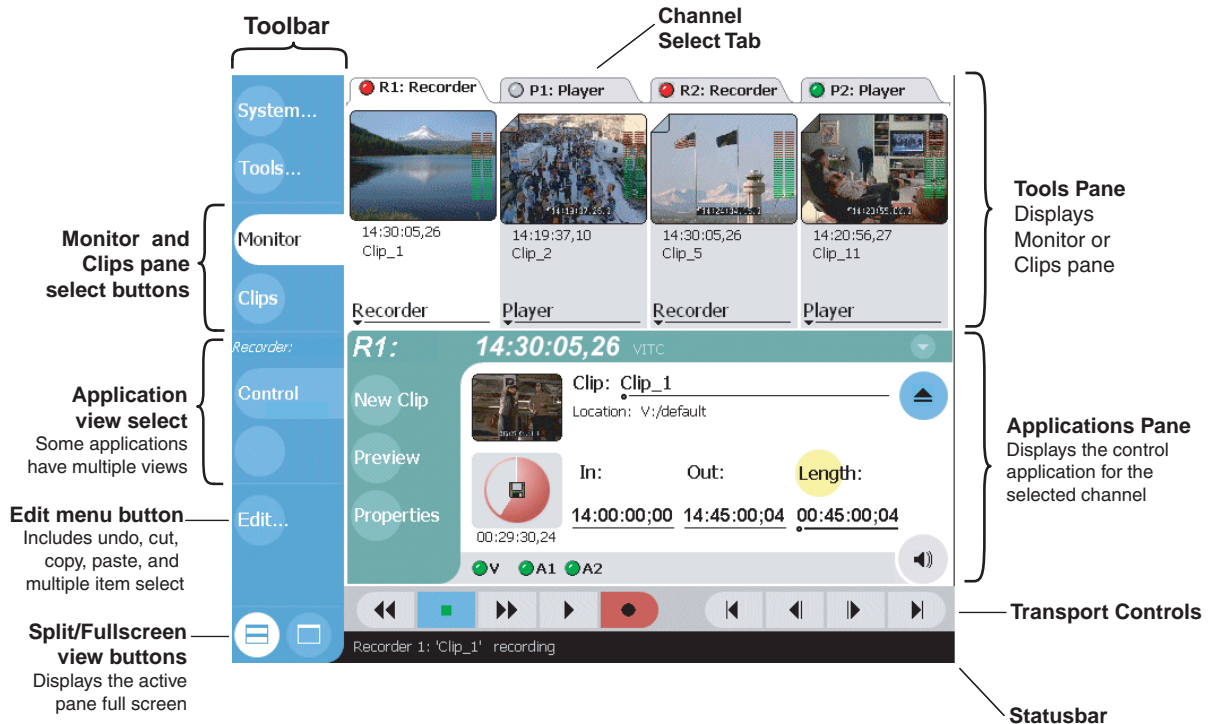 Toolbar
Channel
Select Tab
R1: Recorder
P1: Player
R2: Recorder
P2: Player
System...
Tools...
Monitor
Clips
14:30:05,26
Clip_1
14:19:37,10
Clip_2
14:30:05,26
Clip_5
14:20:56,27
Clip_11
Recorder
Player
Recorder
Player
Monitor and
Clips pane
select buttons
Tools Pane
Displays
Monitor or
Clips pane
Recorder:
Control
Edit...
Application
view select
Some applications
have multiple views
Edit menu button
Includes undo, cut,
copy, paste, and
multiple item select
Split/Fullscreen
view buttons
Displays the active
pane full screen
R1: 14:30:05,26 VITC
New Clip
Preview
Properties
Clip: Clip_1
Location: V:/default
In: Out: Length:
14:00:00;00 14:45:00;04 00:45:00;04
00:29:30,24
V A1 A2
Recorder 1: 'Clip_1' recording
Applications Pane
Displays the control
application for the
selected channel
Transport Controls
Statusbar